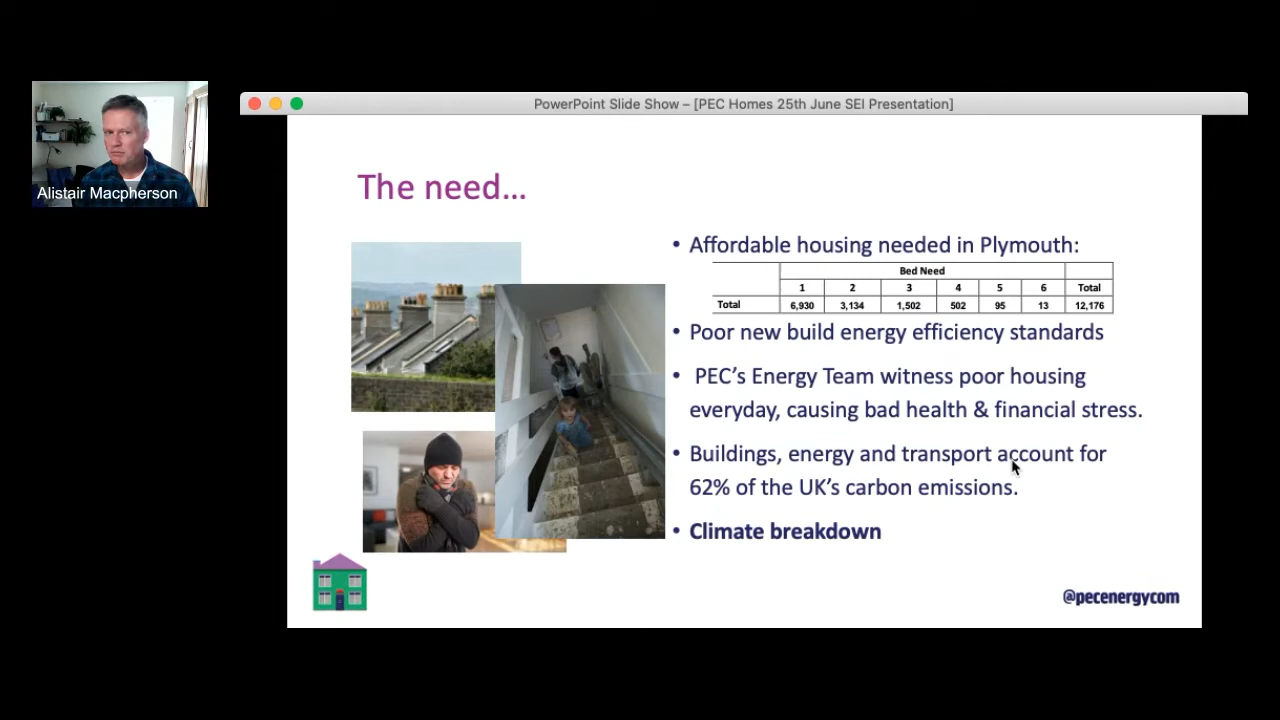 PowerPoint Slide Show – [PEC Homes 25th June SEI Presentation]
Alistair Macpherson
The need...
• Affordable housing needed in Plymouth:
Bed Need
1 2 3 4 5 6 Total
Total 6,930 3,134 1,502 502 95 13 12,176
• Poor new build energy efficiency standards
• PEC’s Energy Team witness poor housing
everyday, causing bad health & financial stress.
• Buildings, energy and transport account for
62% of the UK’s carbon emissions.
• Climate breakdown
@pecenergycom